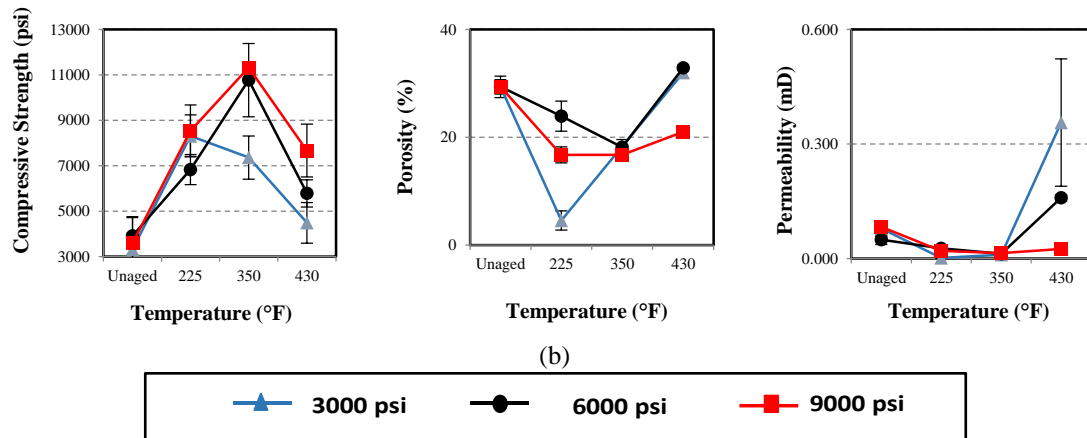 Compressive Strength (psi)
13000
11000
9000
7000
5000
3000
Unaged 225 350 430
Temperature (°F)
Porosity (%)
40
20
0
Unaged 225 350 430
Temperature (°F)
Permeability (mD)
0.600
0.300
0.000
Unaged 225 350 430
Temperature (°F)
(b)
3000 psi 6000 psi 9000 psi